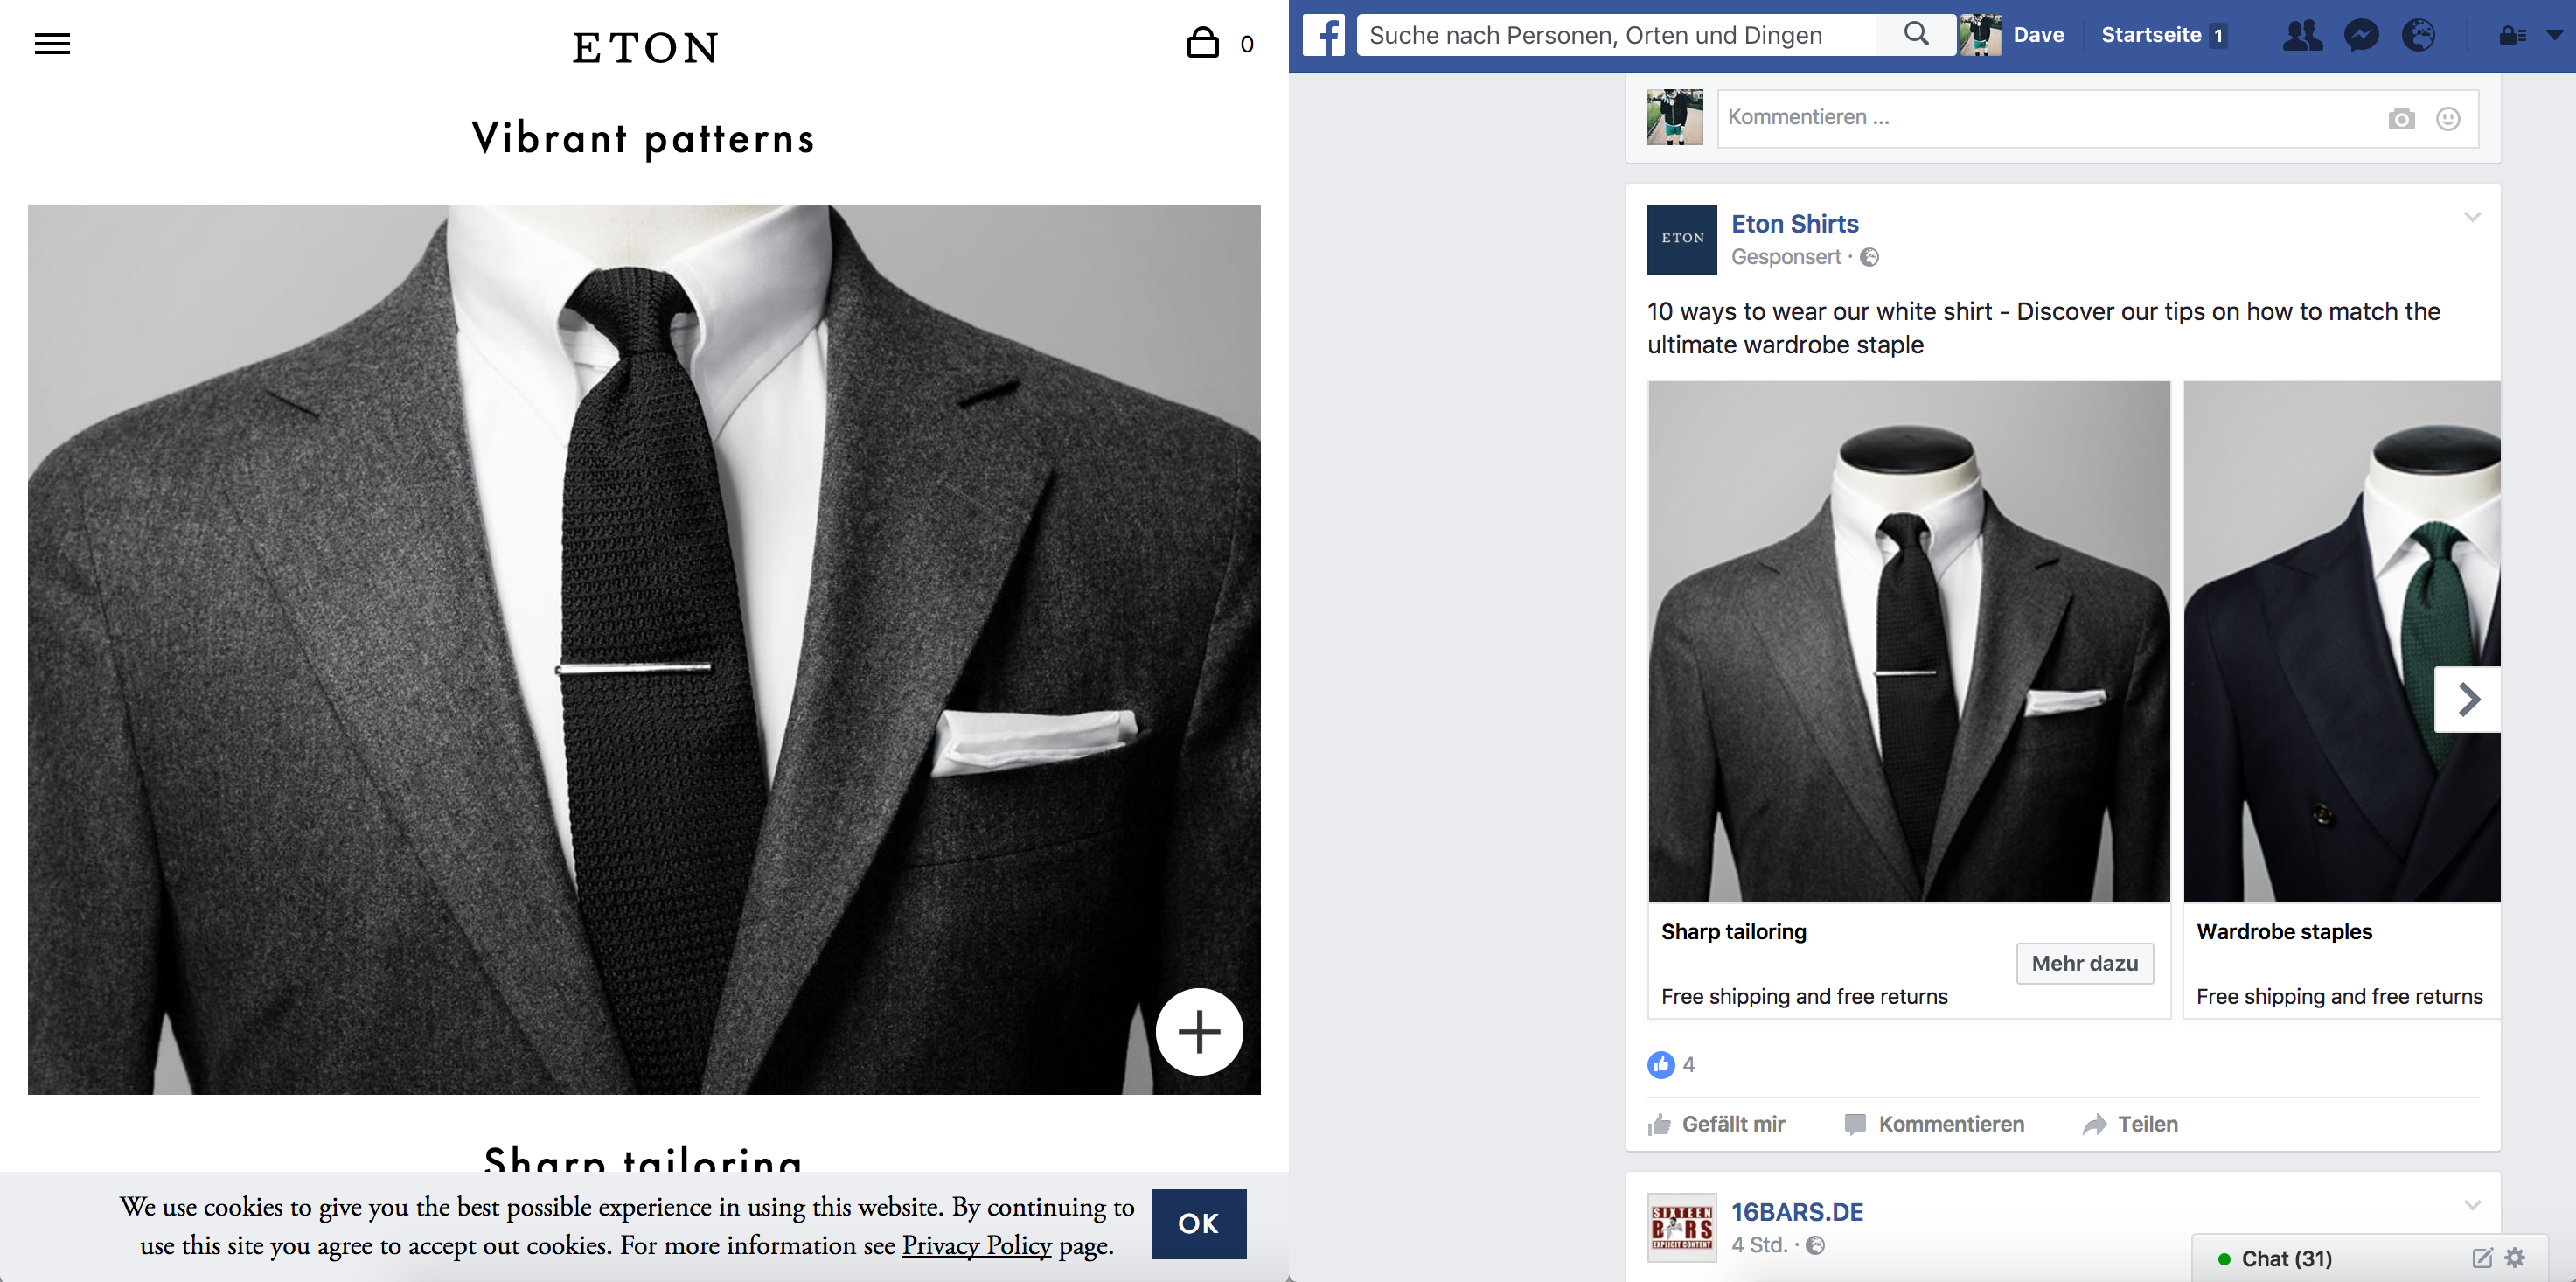 ETON
0
Vibrant patterns
Sharp tailoring
We use cookies to give you the best possible experience in using this website. By continuing to
use this site you agree to accept out cookies. For more information see Privacy Policy page.
OK
Suche nach Personen, Orten und Dingen
Dave
Startseite 1
Kommentieren ...
ETON
Eton Shirts
Gesponsert ·
10 ways to wear our white shirt - Discover our tips on how to match the
ultimate wardrobe staple
Sharp tailoring
Mehr dazu
Free shipping and free returns
Wardrobe staples
Free shipping and free returns
4
Gefällt mir
Kommentieren
Teilen
SIXTEEN
BARS
EXPLICIT CONTENT
16BARS.DE
4 Std. ·
Chat (31)